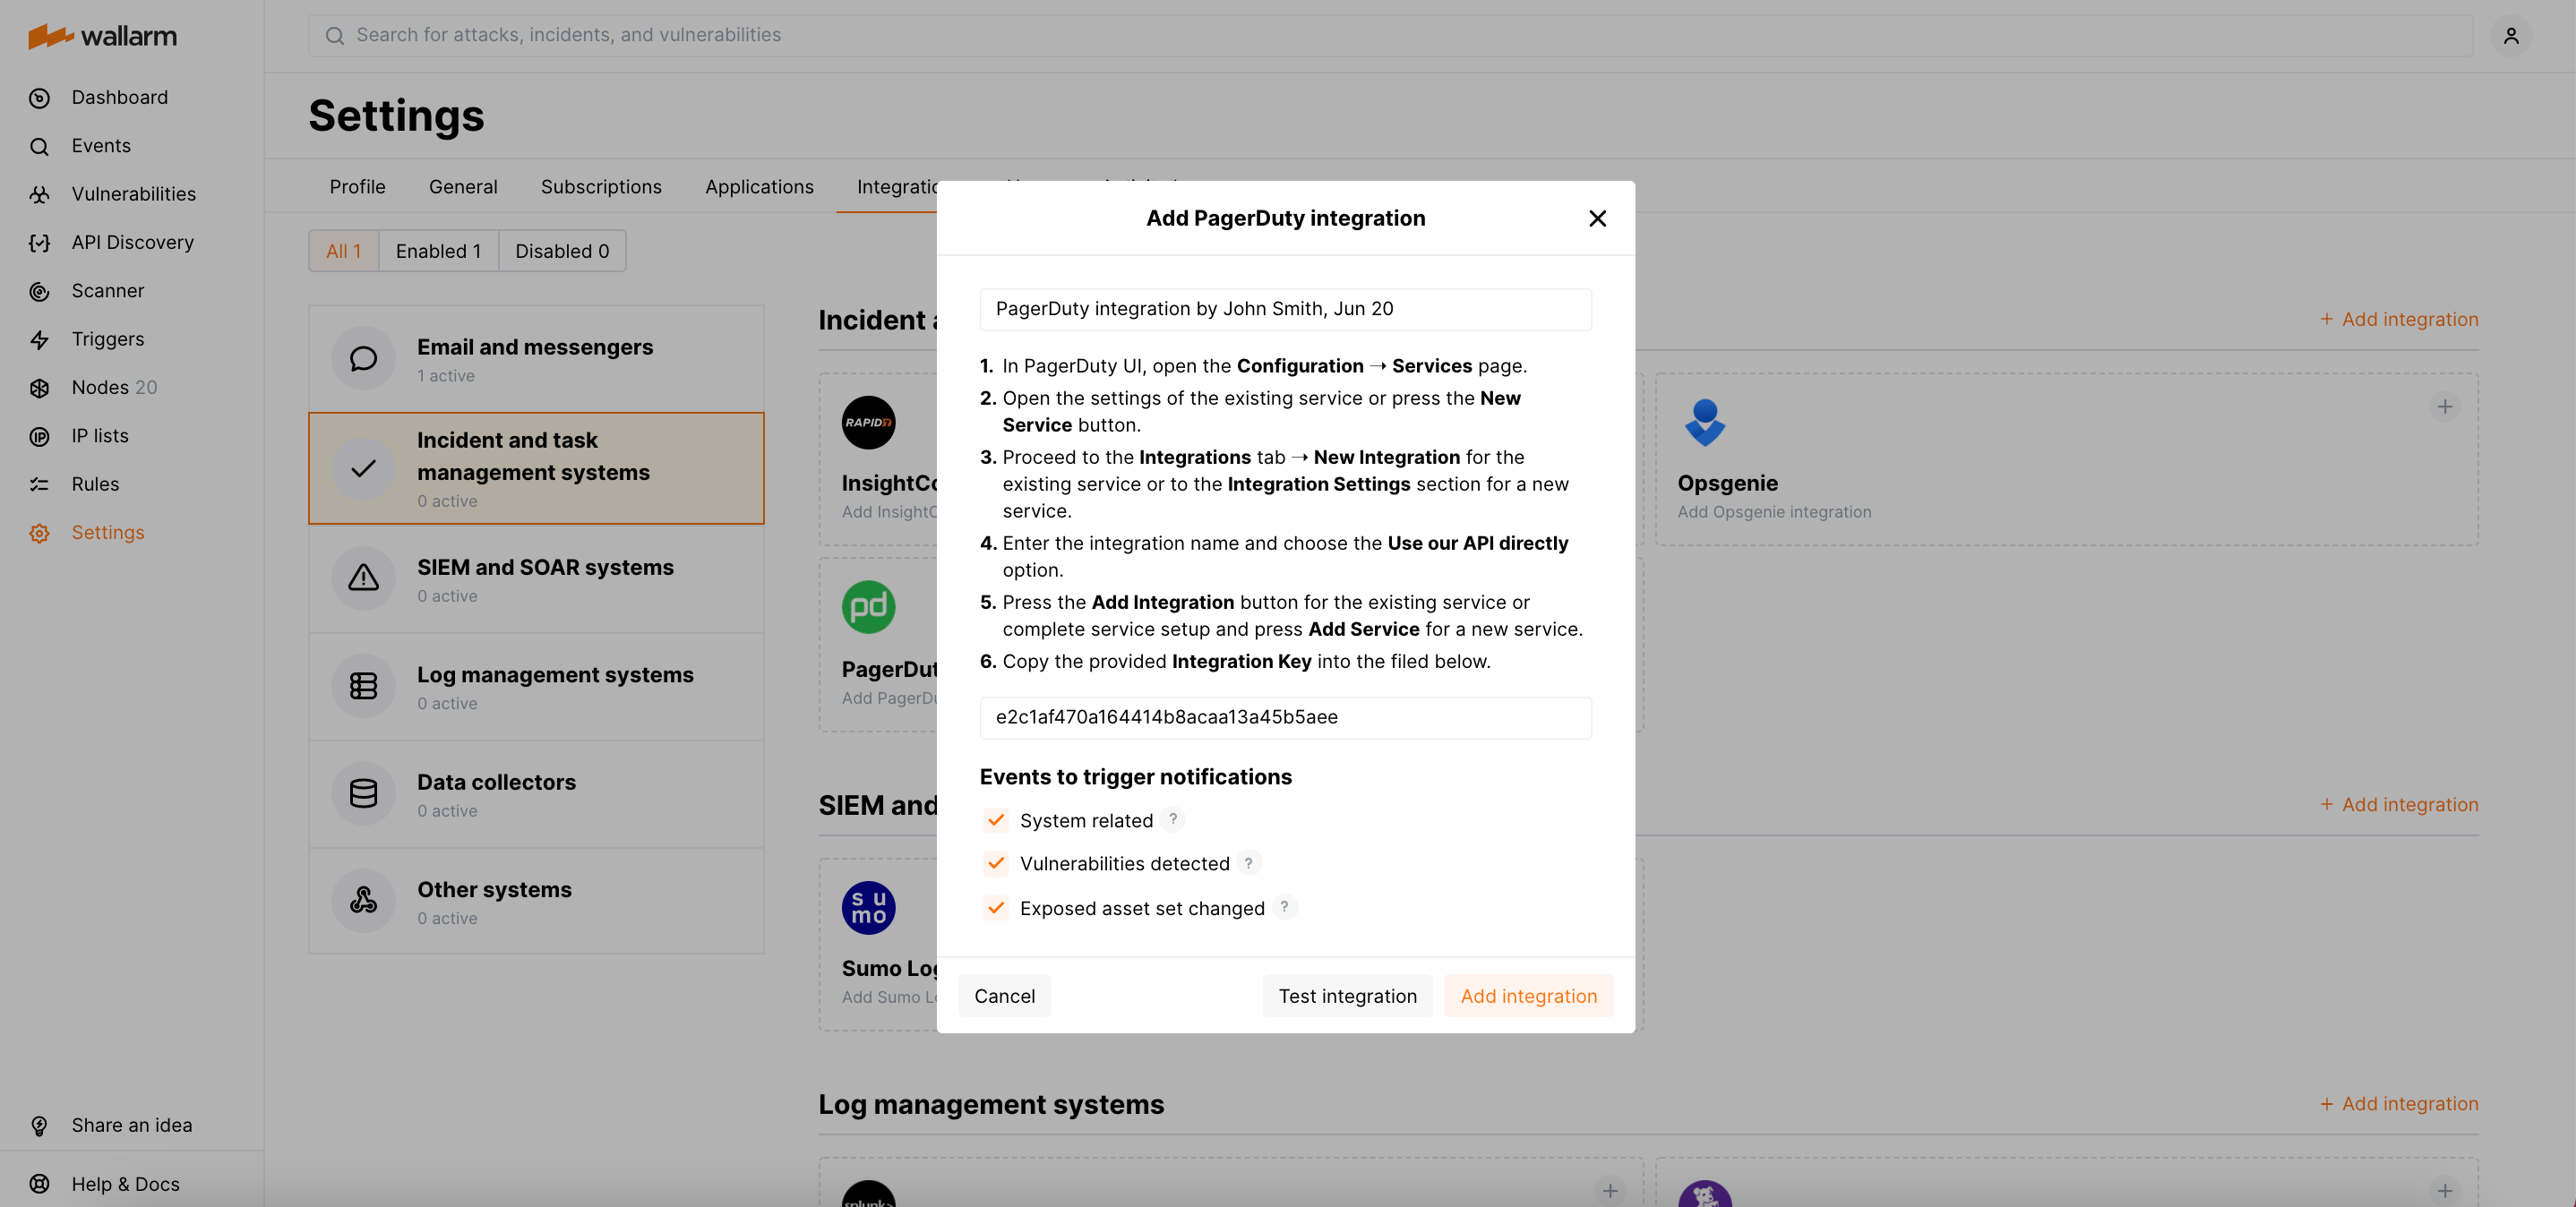 wallarm
Search for attacks, incidents, and vulnerabilities
Dashboard
Events
Vulnerabilities
API Discovery
Scanner
Triggers
Nodes 20
IP lists
Rules
Settings
Share an idea
Help & Docs
Settings
Profile
General
Subscriptions
Applications
Integratio
All 1
Enabled 1
Disabled 0
Email and messengers
1 active
Incident and task
management systems
0 active
SIEM and SOAR systems
0 active
Log management systems
0 active
Data collectors
0 active
Other systems
0 active
Incident
+ Add integration
RAPID7
InsightCo
Add InsightC
Opsgenie
Add Opsgenie integration
pd
PagerDut
Add PagerDu
SIEM and
+ Add integration
su
mo
Sumo Log
Add Sumo Lo
Log management systems
+ Add integration
splunk>
Add PagerDuty integration
PagerDuty integration by John Smith, Jun 20
1. In PagerDuty UI, open the Configuration → Services page.
2. Open the settings of the existing service or press the New
Service button.
3. Proceed to the Integrations tab → New Integration for the
existing service or to the Integration Settings section for a new
service.
4. Enter the integration name and choose the Use our API directly
option.
5. Press the Add Integration button for the existing service or
complete service setup and press Add Service for a new service.
6. Copy the provided Integration Key into the filed below.
e2c1af470a164414b8acaa13a45b5aee
Events to trigger notifications
System related ?
Vulnerabilities detected ?
Exposed asset set changed ?
Cancel
Test integration
Add integration